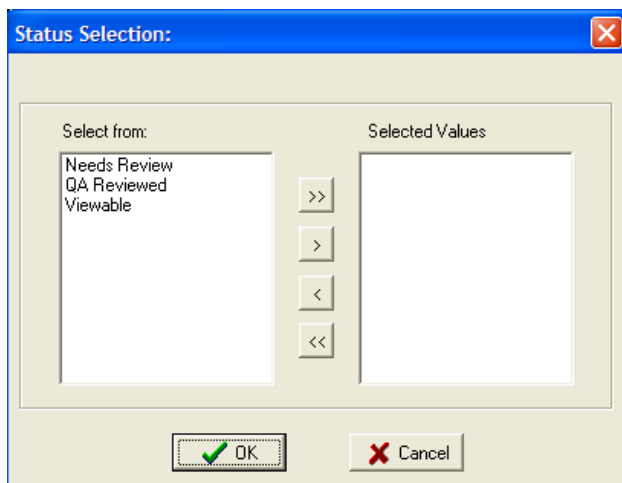 Status Selection:
Select from:
Selected Values
Needs Review
QA Reviewed
Viewable
>>
>
<
<<
OK
Cancel